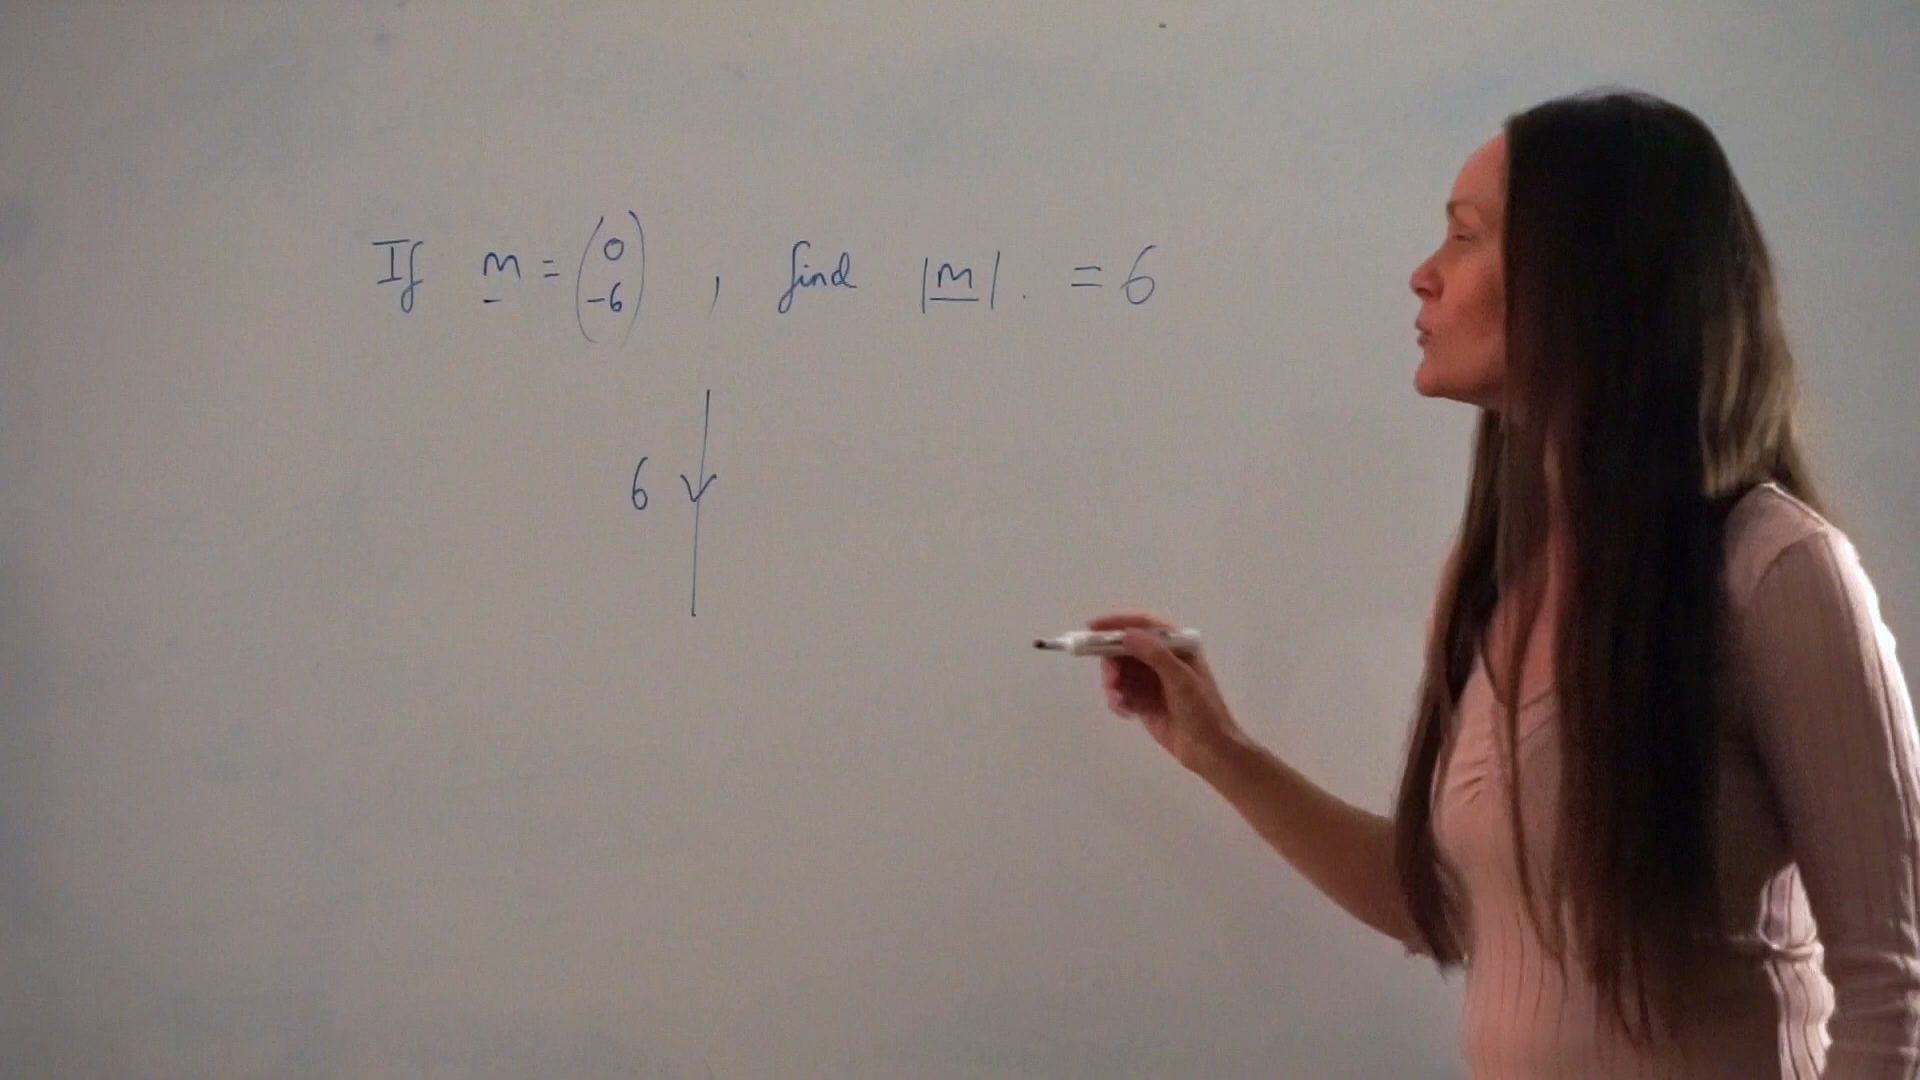 If m = (0 -6) , find |m| . = 6
6